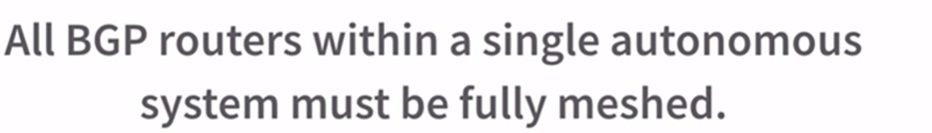 All BGP routers within a single autonomous
system must be fully meshed.